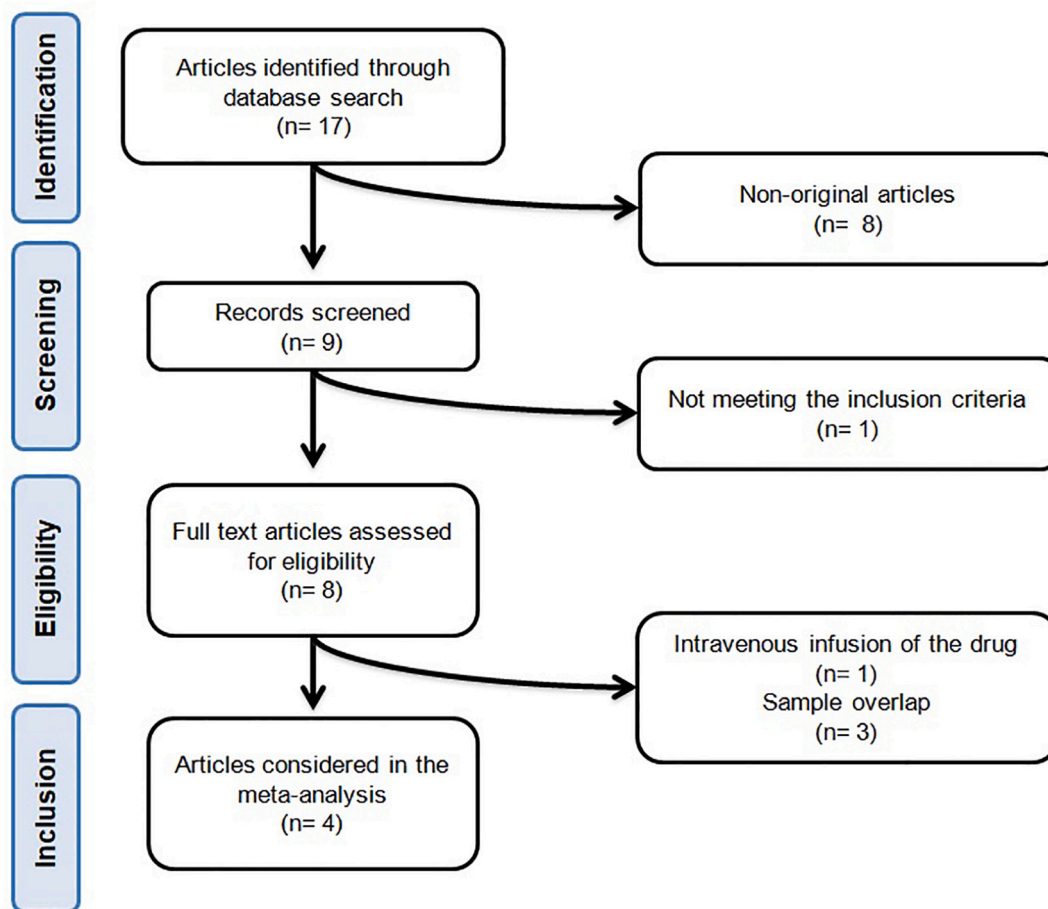 Identification
Articles identified through
database search
(n= 17)
Non-original articles
(n=  8)
Screening
Records screened
(n= 9)
Not meeting the inclusion criteria
(n= 1)
Eligibility
Full text articles assessed
for eligibility
(n= 8)
Intravenous infusion of the drug
(n= 1)
Sample overlap
(n= 3)
Inclusion
Articles considered in the
meta-analysis
(n= 4)